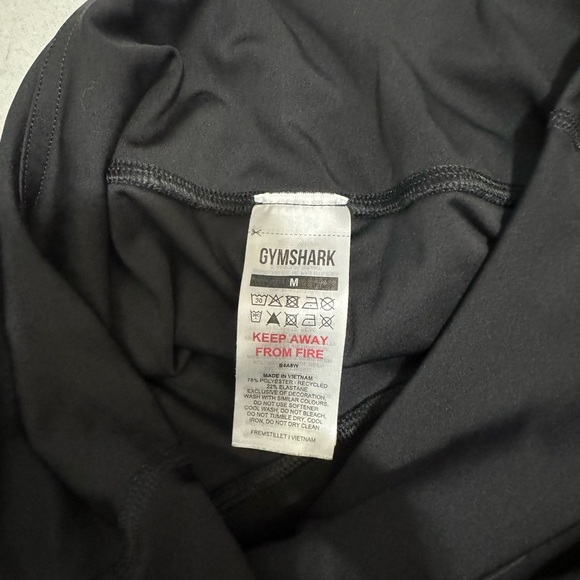 GYMSHARK
M
30
KEEP AWAY
FROM FIRE
MADE IN VIETNAM
78% POLYESTER - RECYCLED
22% ELASTANE
EXCLUSIVE OF DECORATION,
WASH WITH SIMILAR COLOURS,
DO NOT USE SOFTENER
COOL WASH, DO NOT BLEACH,
DO NOT TUMBLE DRY, COOL
IRON, DO NOT DRY CLEAN
FREMSTILLET I VIETNAM